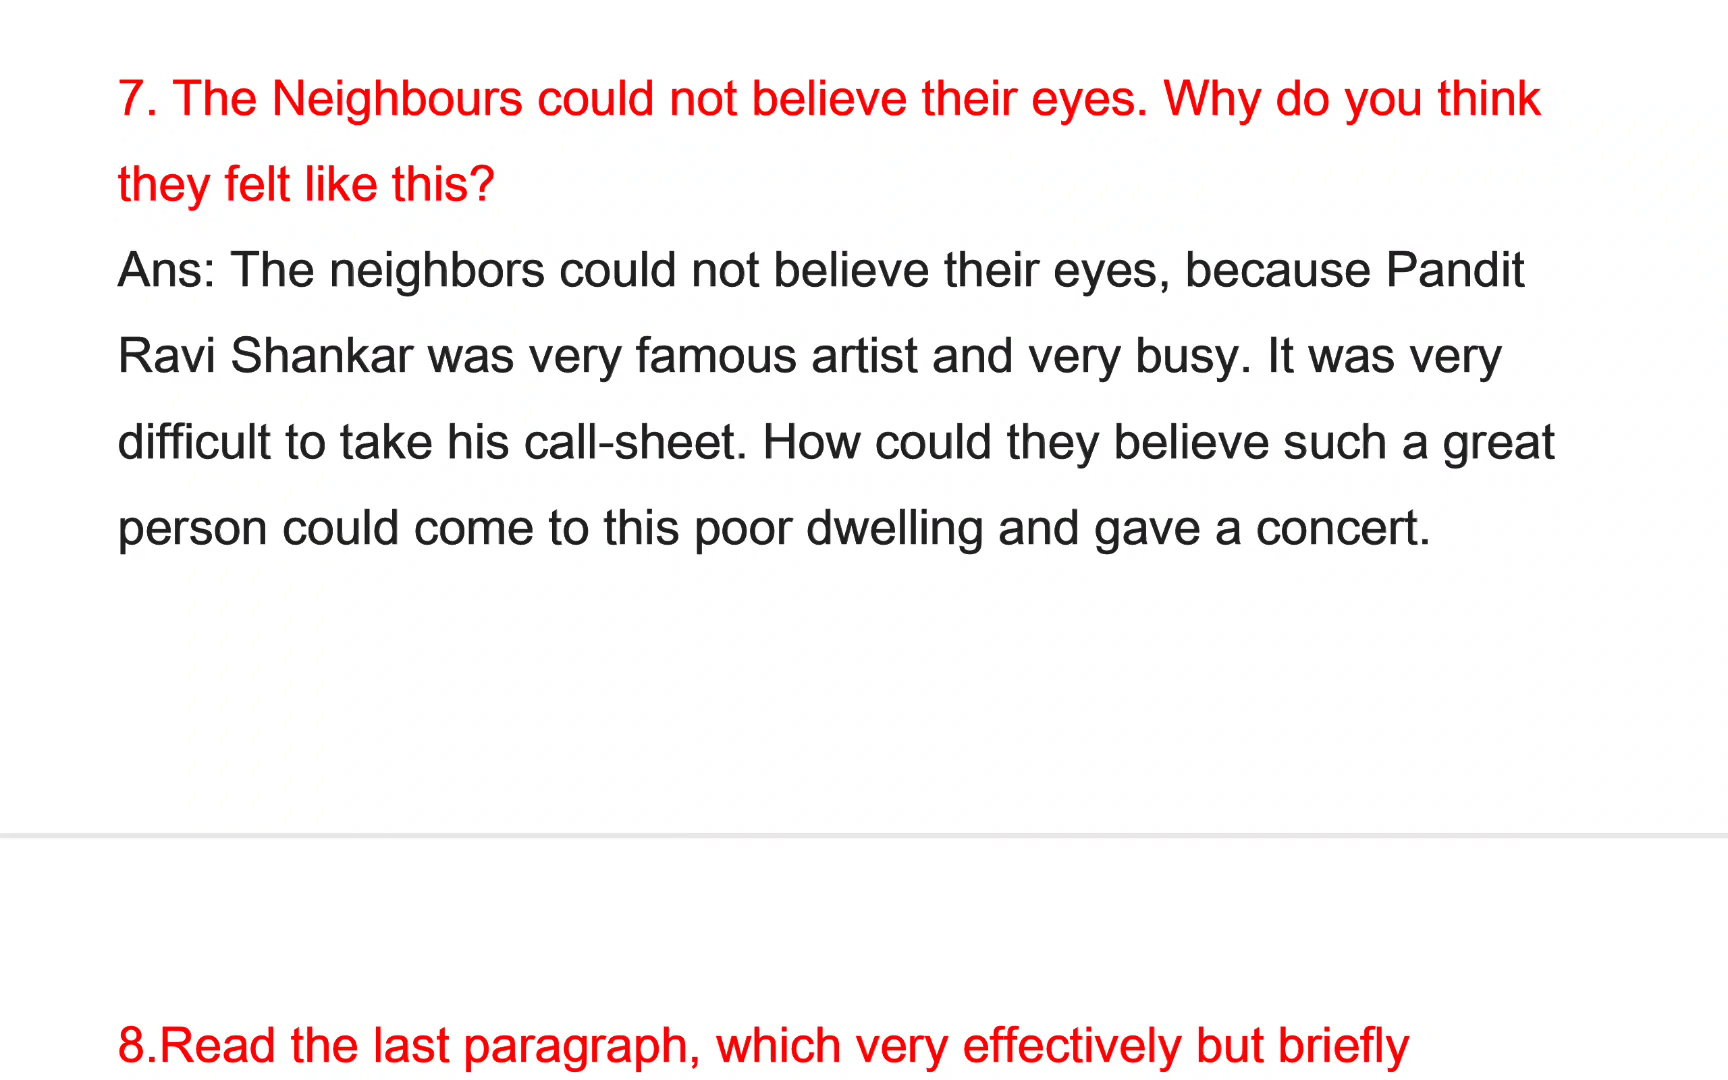 7. The Neighbours could not believe their eyes. Why do you think
they felt like this?
Ans: The neighbors could not believe their eyes, because Pandit
Ravi Shankar was very famous artist and very busy. It was very
difficult to take his call-sheet. How could they believe such a great
person could come to this poor dwelling and gave a concert.
8.Read the last paragraph, which very effectively but briefly